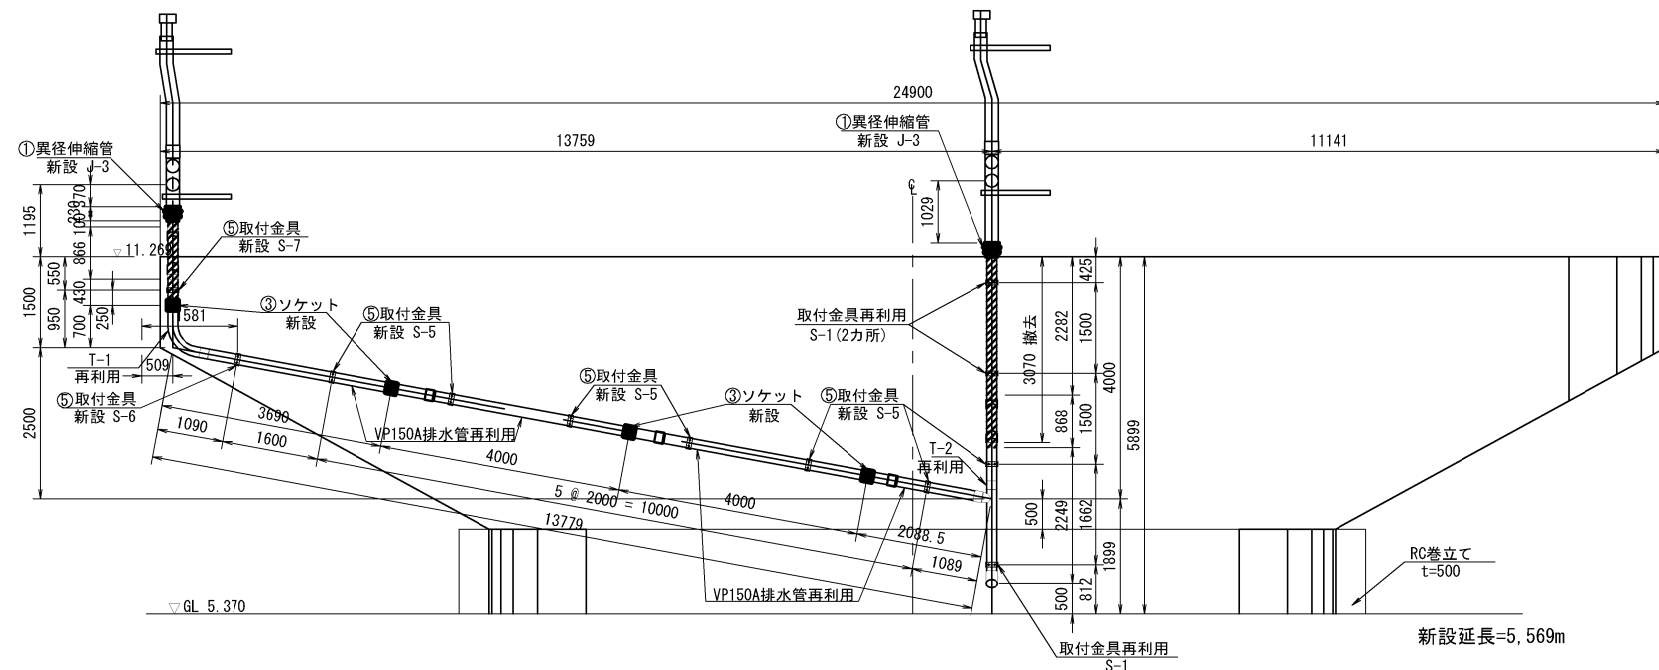 24900
13759
11141
①異径伸縮管
新設 J-3
①異径伸縮管
新設 J-3
370
230
100
1195
866
430
▽ 11.269
550
1500
950
700
250
⑤取付金具
新設 S-7
③ソケット
新設
581
⑤取付金具
新設 S-5
T-1
再利用
509
⑤取付金具
新設 S-6
2500
℄
1029
425
取付金具再利用
S-1(2カ所)
3070 撤去
2282
1500
4000
5899
⑤取付金具
新設 S-5
③ソケット
新設
⑤取付金具
新設 S-5
868
1500
T-2
再利用
3690
1090
1600
VP150A排水管再利用
4000
4000
5 @ 2000 = 10000
13779
2088.5
1089
VP150A排水管再利用
500
2249
1662
1899
500
812
RC巻立て
t=500
▽ GL 5.370
新設延長=5,569m
取付金具再利用
S-1